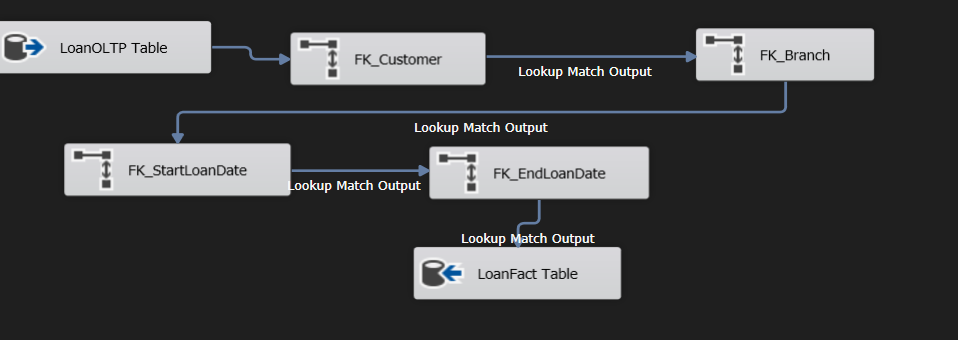 LoanOLTP Table
FK_Customer
Lookup Match Output
FK_Branch
Lookup Match Output
FK_StartLoanDate
Lookup Match Output
FK_EndLoanDate
Lookup Match Output
LoanFact Table